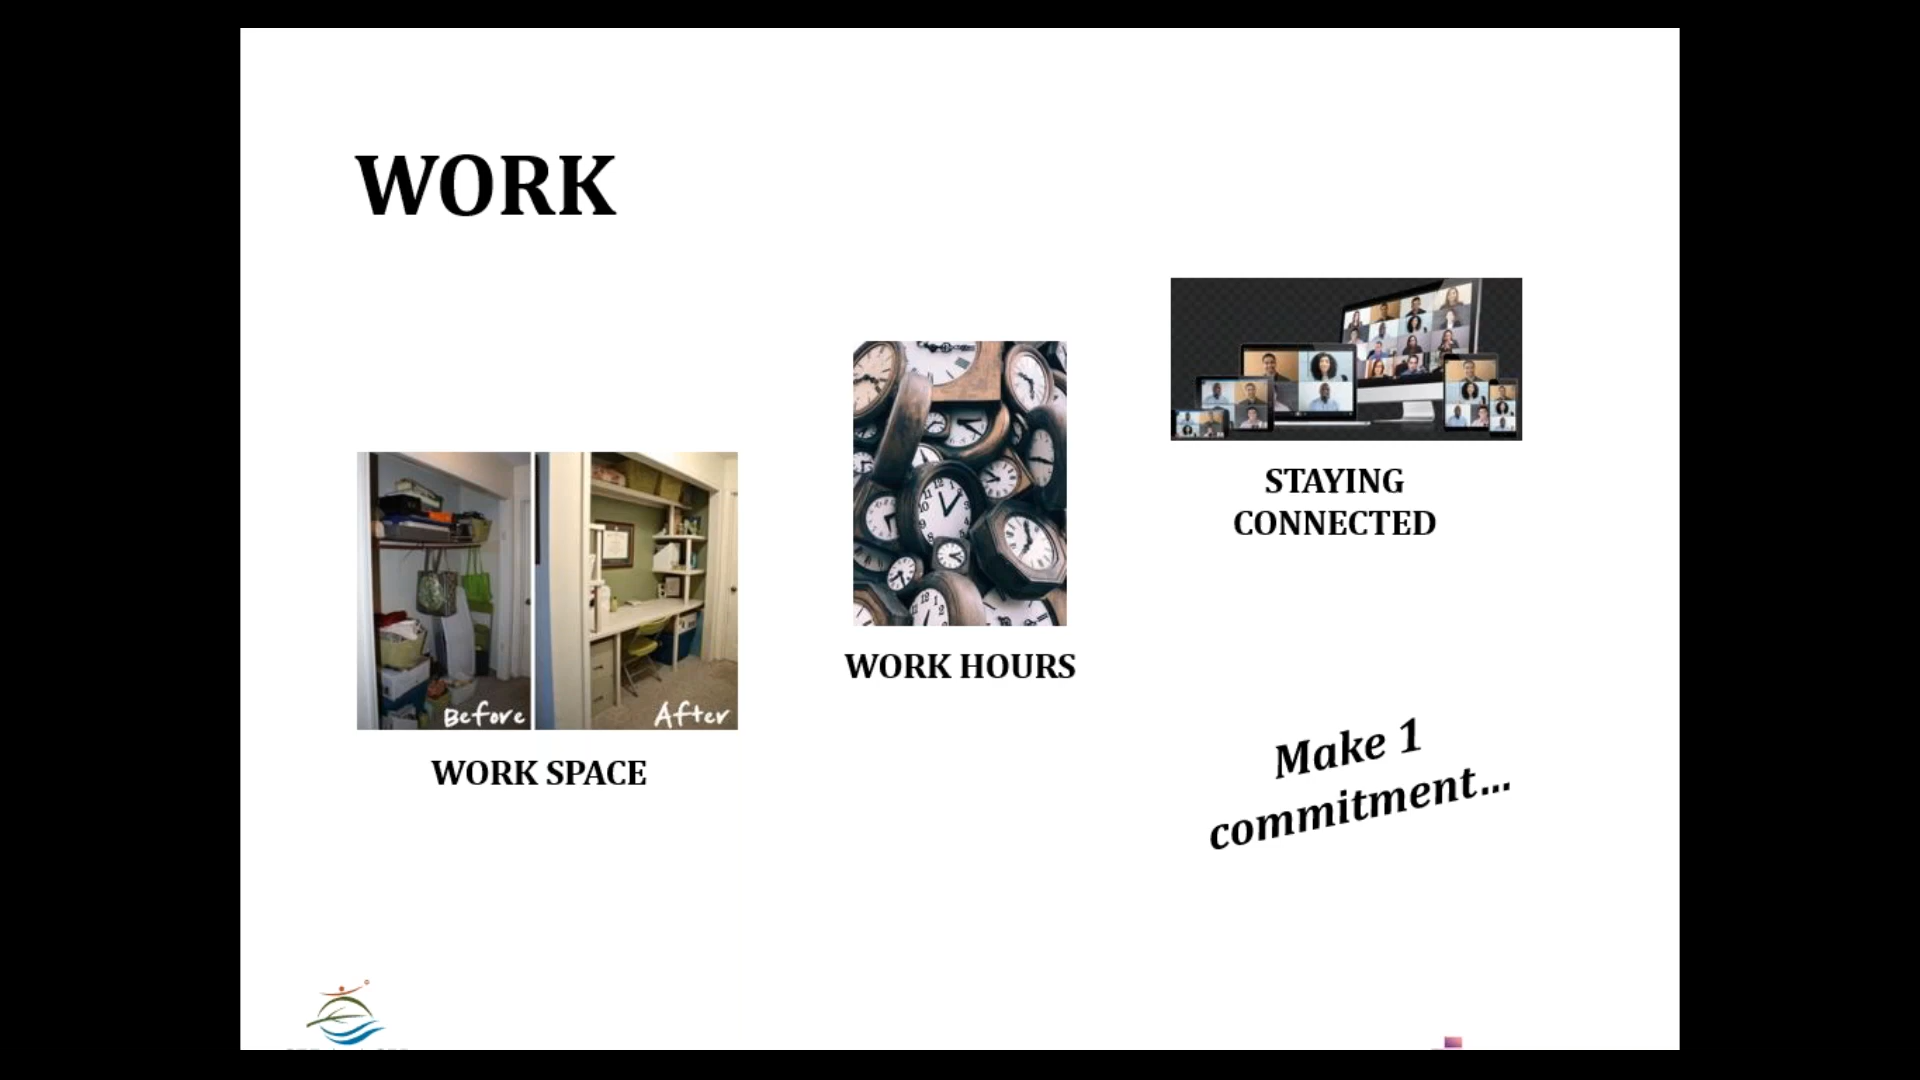 WORK
Before
After
WORK SPACE
WORK HOURS
STAYING
CONNECTED
Make 1
commitment...